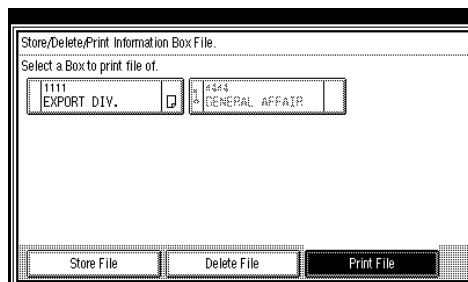 Store/Delete/Print Information Box File.
Select a Box to print file of.
1111
EXPORT DIV.
4444
GENERAL AFFAIR
Store File
Delete File
Print File